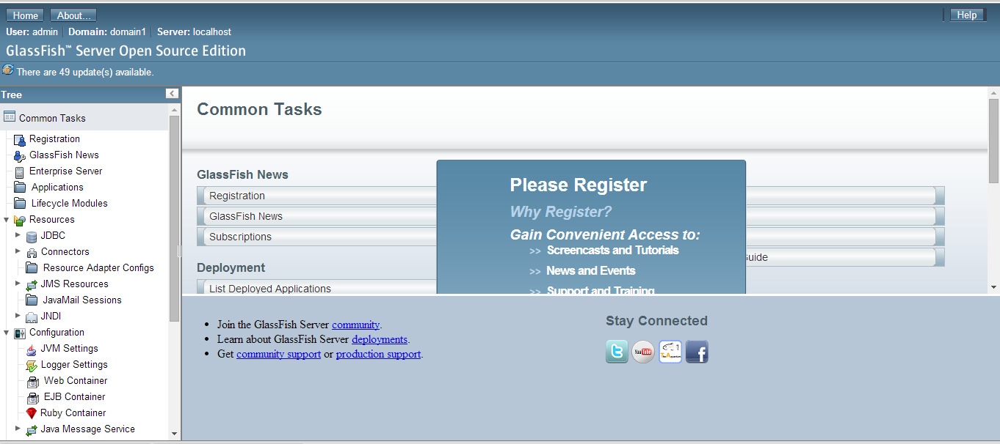 Home About... Help
User: admin Domain: domain1 Server: localhost
GlassFish™ Server Open Source Edition
There are 49 update(s) available.
Tree
Common Tasks
Registration
GlassFish News
Enterprise Server
Applications
Lifecycle Modules
Resources
JDBC
Connectors
Resource Adapter Configs
JMS Resources
JavaMail Sessions
JNDI
Configuration
JVM Settings
Logger Settings
Web Container
EJB Container
Ruby Container
Java Message Service
Common Tasks
GlassFish News
Registration
GlassFish News
Subscriptions
Deployment
List Deployed Applications
Please Register
Why Register?
Gain Convenient Access to:
>> Screencasts and Tutorials
>> News and Events
>> Support and Training
uide
• Join the GlassFish Server community.
• Learn about GlassFish Server deployments.
• Get community support or production support.
Stay Connected
You Tube